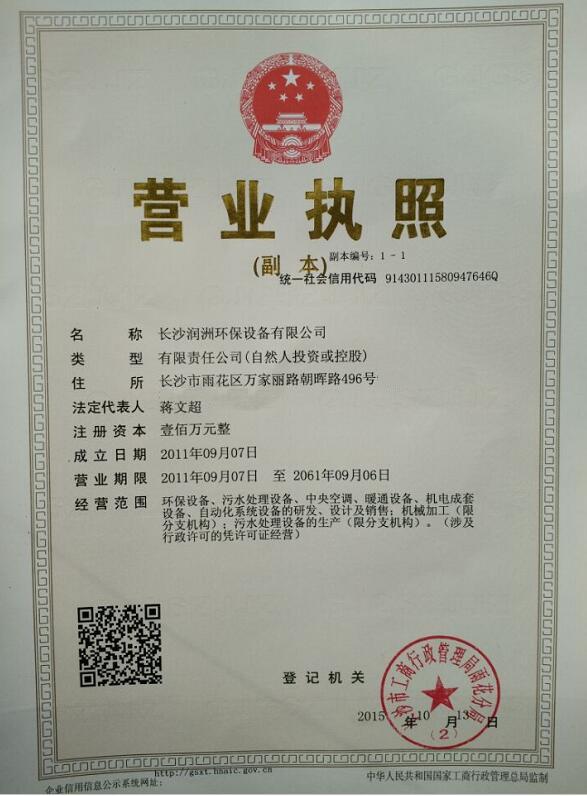 营业执照
(副 本)
副本编号：1 - 1
统一社会信用代码 91430111580947646Q
名 称 长沙润洲环保设备有限公司
类 型 有限责任公司(自然人投资或控股)
住 所 长沙市雨花区万家丽路朝晖路496号
法定代表人 蒋文超
注册资本 壹佰万元整
成立日期 2011年09月07日
营业期限 2011年09月07日 至 2061年09月06日
经营范围 环保设备、污水处理设备、中央空调、暖通设备、机电成套
设备、自动化系统设备的研发、设计及销售；机械加工（限
分支机构）；污水处理设备的生产（限分支机构）。（涉及
行政许可的凭许可证经营）
登记机关
沙市工商行政管理局雨花分局
(2)
2015年10月13日
企业信用信息公示系统网址：
http://gsxt.hnaic.gov.cn
中华人民共和国国家工商行政管理总局监制